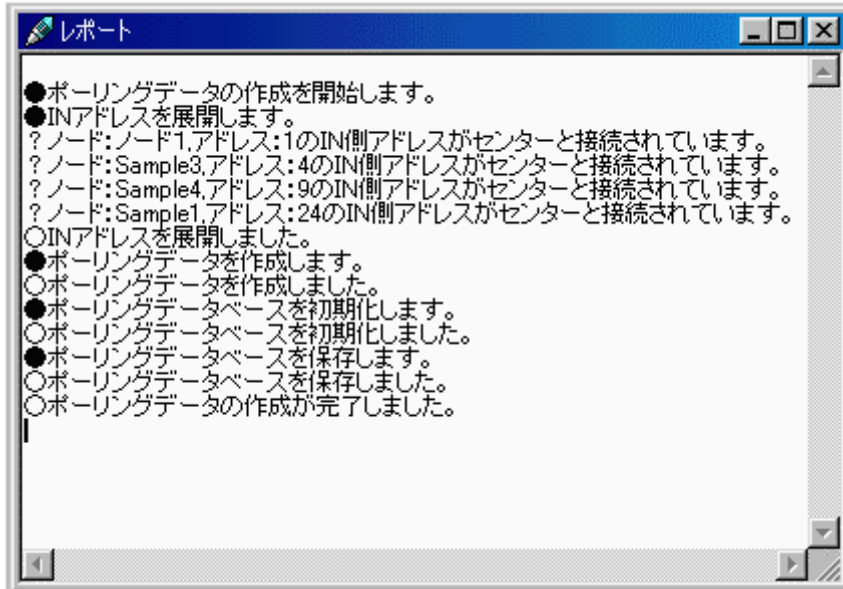 レポート
●ポーリングデータの作成を開始します。
●INアドレスを展開します。
?ノード:ノード1,アドレス:1のIN側アドレスがセンターと接続されています。
?ノード:Sample3,アドレス:4のIN側アドレスがセンターと接続されています。
?ノード:Sample4,アドレス:9のIN側アドレスがセンターと接続されています。
?ノード:Sample1,アドレス:24のIN側アドレスがセンターと接続されています。
○INアドレスを展開しました。
●ポーリングデータを作成します。
○ポーリングデータを作成しました。
●ポーリングデータベースを初期化します。
○ポーリングデータベースを初期化しました。
●ポーリングデータベースを保存します。
○ポーリングデータベースを保存しました。
○ポーリングデータの作成が完了しました。